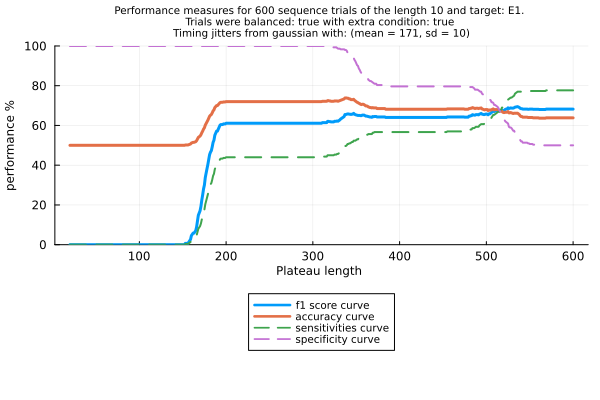 Performance measures for 600 sequence trials of the length 10 and target: E1.
Trials were balanced: true with extra condition: true
Timing jitters from gaussian with: (mean = 171, sd = 10)
100
80
60
40
20
0
performance %
100 200 300 400 500 600
Plateau length
f1 score curve
accuracy curve
sensitivities curve
specificity curve